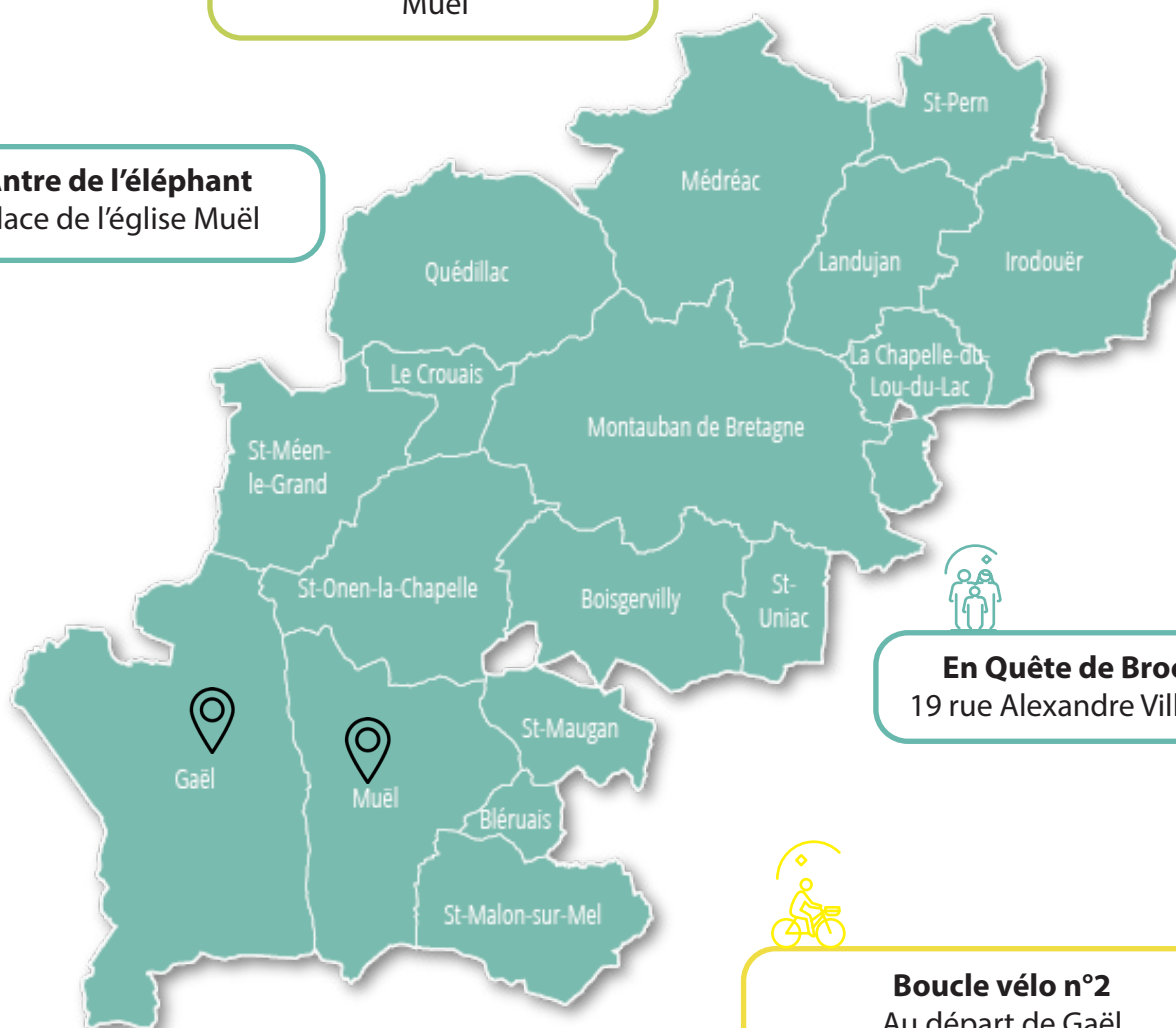 Muël
St-Pern
Antre de l'éléphant
lace de l'église Muël
Médréac
Quédillac
Landujan
Irodouër
La Chapelle-du-
Lou-du-Lac
Le Crouais
Montauban de Bretagne
St-Méen-
le-Grand
St-Onen-la-Chapelle
Boisgervilly
St-
Uniac
En Quête de Broc
19 rue Alexandre Vill
St-Maugan
Gaël
Muël
Bléruais
St-Malon-sur-Mel
Boucle vélo n°2
Au départ de Gaël